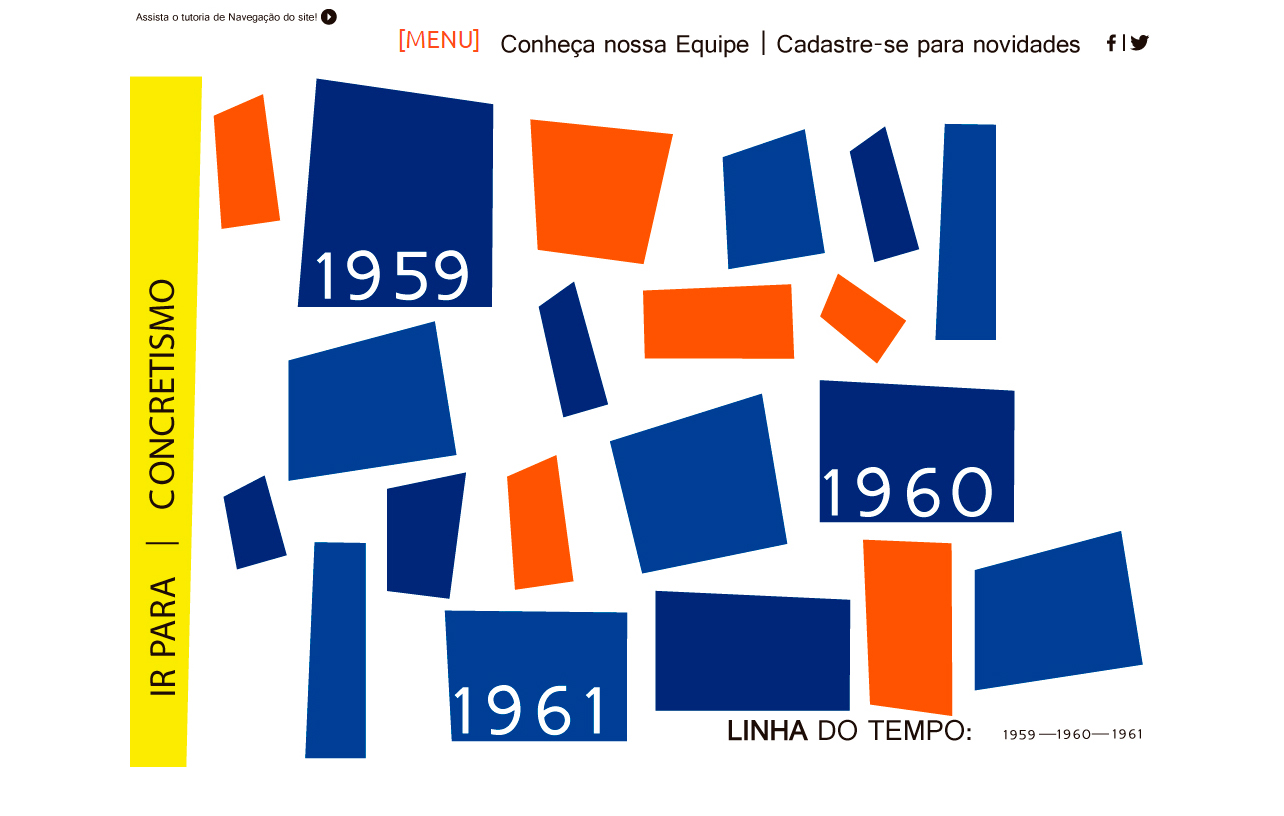 Assista o tutoria de Navegação do site!
[MENU] Conheça nossa Equipe | Cadastre-se para novidades
IR PARA | CONCRETISMO
1959
1960
1961
LINHA DO TEMPO: 1959—1960—1961